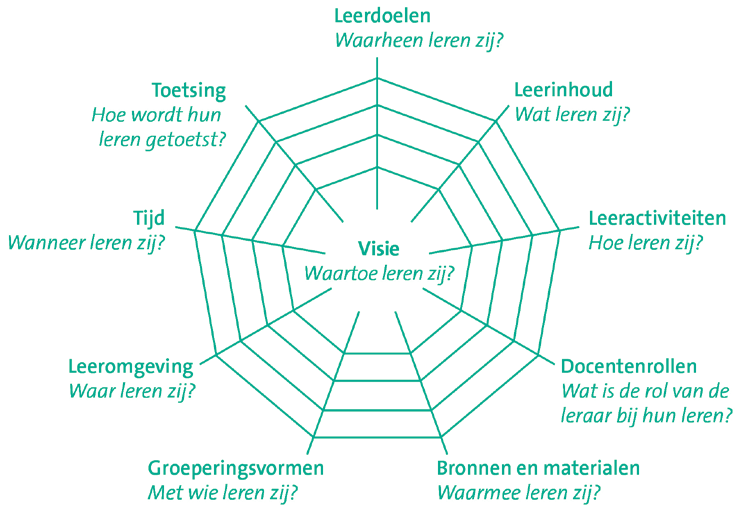 Leerdoelen
Waarheen leren zij?
Leerinhoud
Wat leren zij?
Leeractiviteiten
Hoe leren zij?
Docentenrollen
Wat is de rol van de
leraar bij hun leren?
Bronnen en materialen
Waarmee leren zij?
Groeperingsvormen
Met wie leren zij?
Leeromgeving
Waar leren zij?
Tijd
Wanneer leren zij?
Toetsing
Hoe wordt hun
leren getoetst?
Visie
Waartoe leren zij?